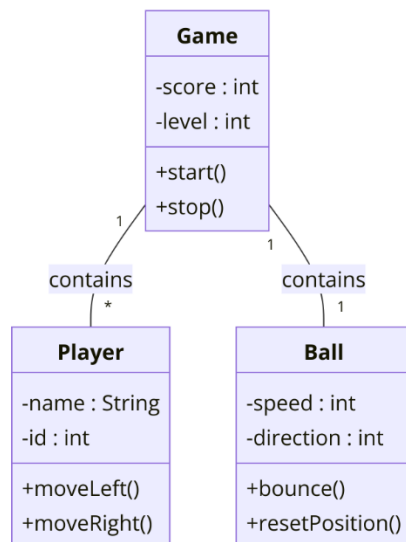 Game
-score : int
-level : int
+start()
+stop()
1
1
contains
contains
*
1
Player
-name : String
-id : int
+moveLeft()
+moveRight()
Ball
-speed : int
-direction : int
+bounce()
+resetPosition()